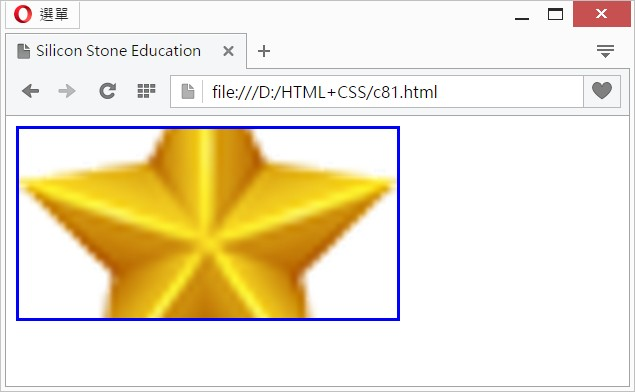 選單
Silicon Stone Education
file:///D:/HTML+CSS/c81.html